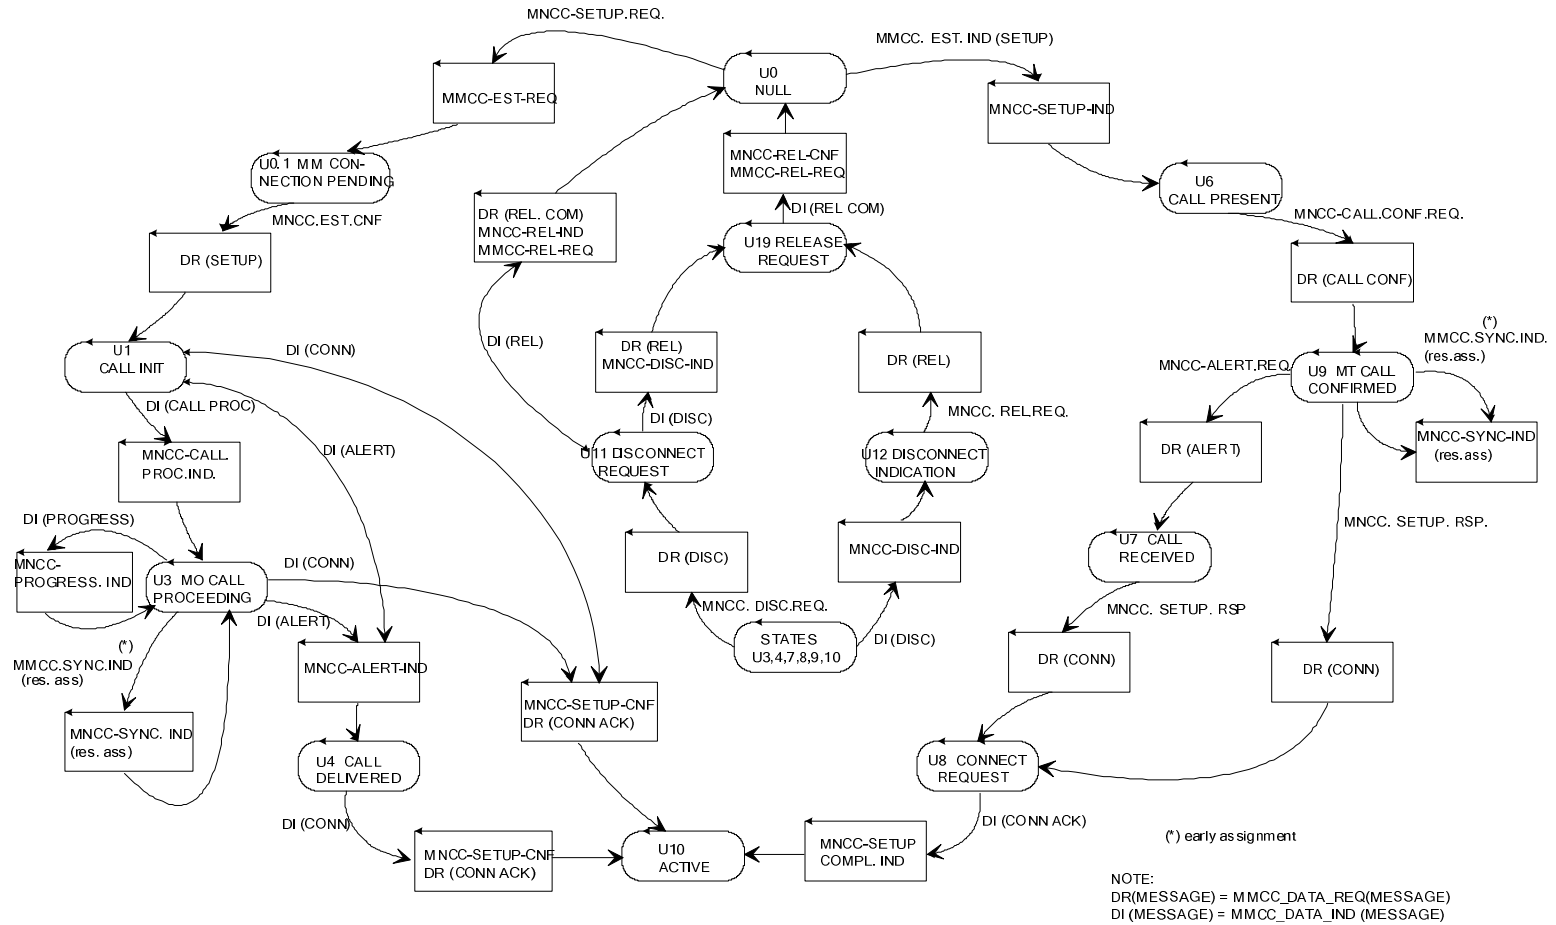 MNCC-SETUP.REQ.
MMCC. EST. IND (SETUP)
U0
NULL
MMCC-EST-REQ
MNCC-SETUP-IND
U0.1 MM CON-
NECTION PENDING
MNCC-REL-CNF
MMCC-REL-REQ
U6
CALL PRESENT
MNCC.EST.CNF
DR (REL. COM)
MNCC-REL-IND
MMCC-REL-REQ
DI (REL COM)
MNCC-CALL.CONF.REQ.
DR (SETUP)
U19 RELEASE
REQUEST
DR (CALL CONF)
U1
CALL INIT
DI (CONN)
DI (REL)
DR (REL)
MNCC-DISC-IND
DR (REL)
MNCC-ALERT.REQ.
U9 MT CALL
CONFIRMED
(*)
MMCC.SYNC.IND.
(res.ass.)
DI (CALL PROC)
DI (DISC)
MNCC. REL.REQ.
MNCC-CALL.
PROC.IND.
DI (ALERT)
U11 DISCONNECT
REQUEST
U12 DISCONNECT
INDICATION
DR (ALERT)
MNCC-SYNC-IND
(res.ass)
DI (PROGRESS)
MNCC-
PROGRESS. IND
U3 MO CALL
PROCEEDING
DI (CONN)
DR (DISC)
MNCC-DISC-IND
U7 CALL
RECEIVED
MNCC. SETUP. RSP.
DI (ALERT)
MNCC. DISC.REQ.
DI (DISC)
MNCC. SETUP. RSP
(*)
MMCC.SYNC.IND
(res. ass)
MNCC-ALERT-IND
STATES
U3,4,7,8,9,10
DR (CONN)
DR (CONN)
MNCC-SYNC. IND
(res. ass)
MNCC-SETUP-CNF
DR (CONN ACK)
U4 CALL
DELIVERED
U8 CONNECT
REQUEST
DI (CONN)
DI (CONN ACK)
MNCC-SETUP-CNF
DR (CONN ACK)
U10
ACTIVE
MNCC-SETUP
COMPL. IND
(*) early assignment
NOTE:
DR(MESSAGE) = MMCC_DATA_REQ(MESSAGE)
DI (MESSAGE) = MMCC_DATA_IND (MESSAGE)